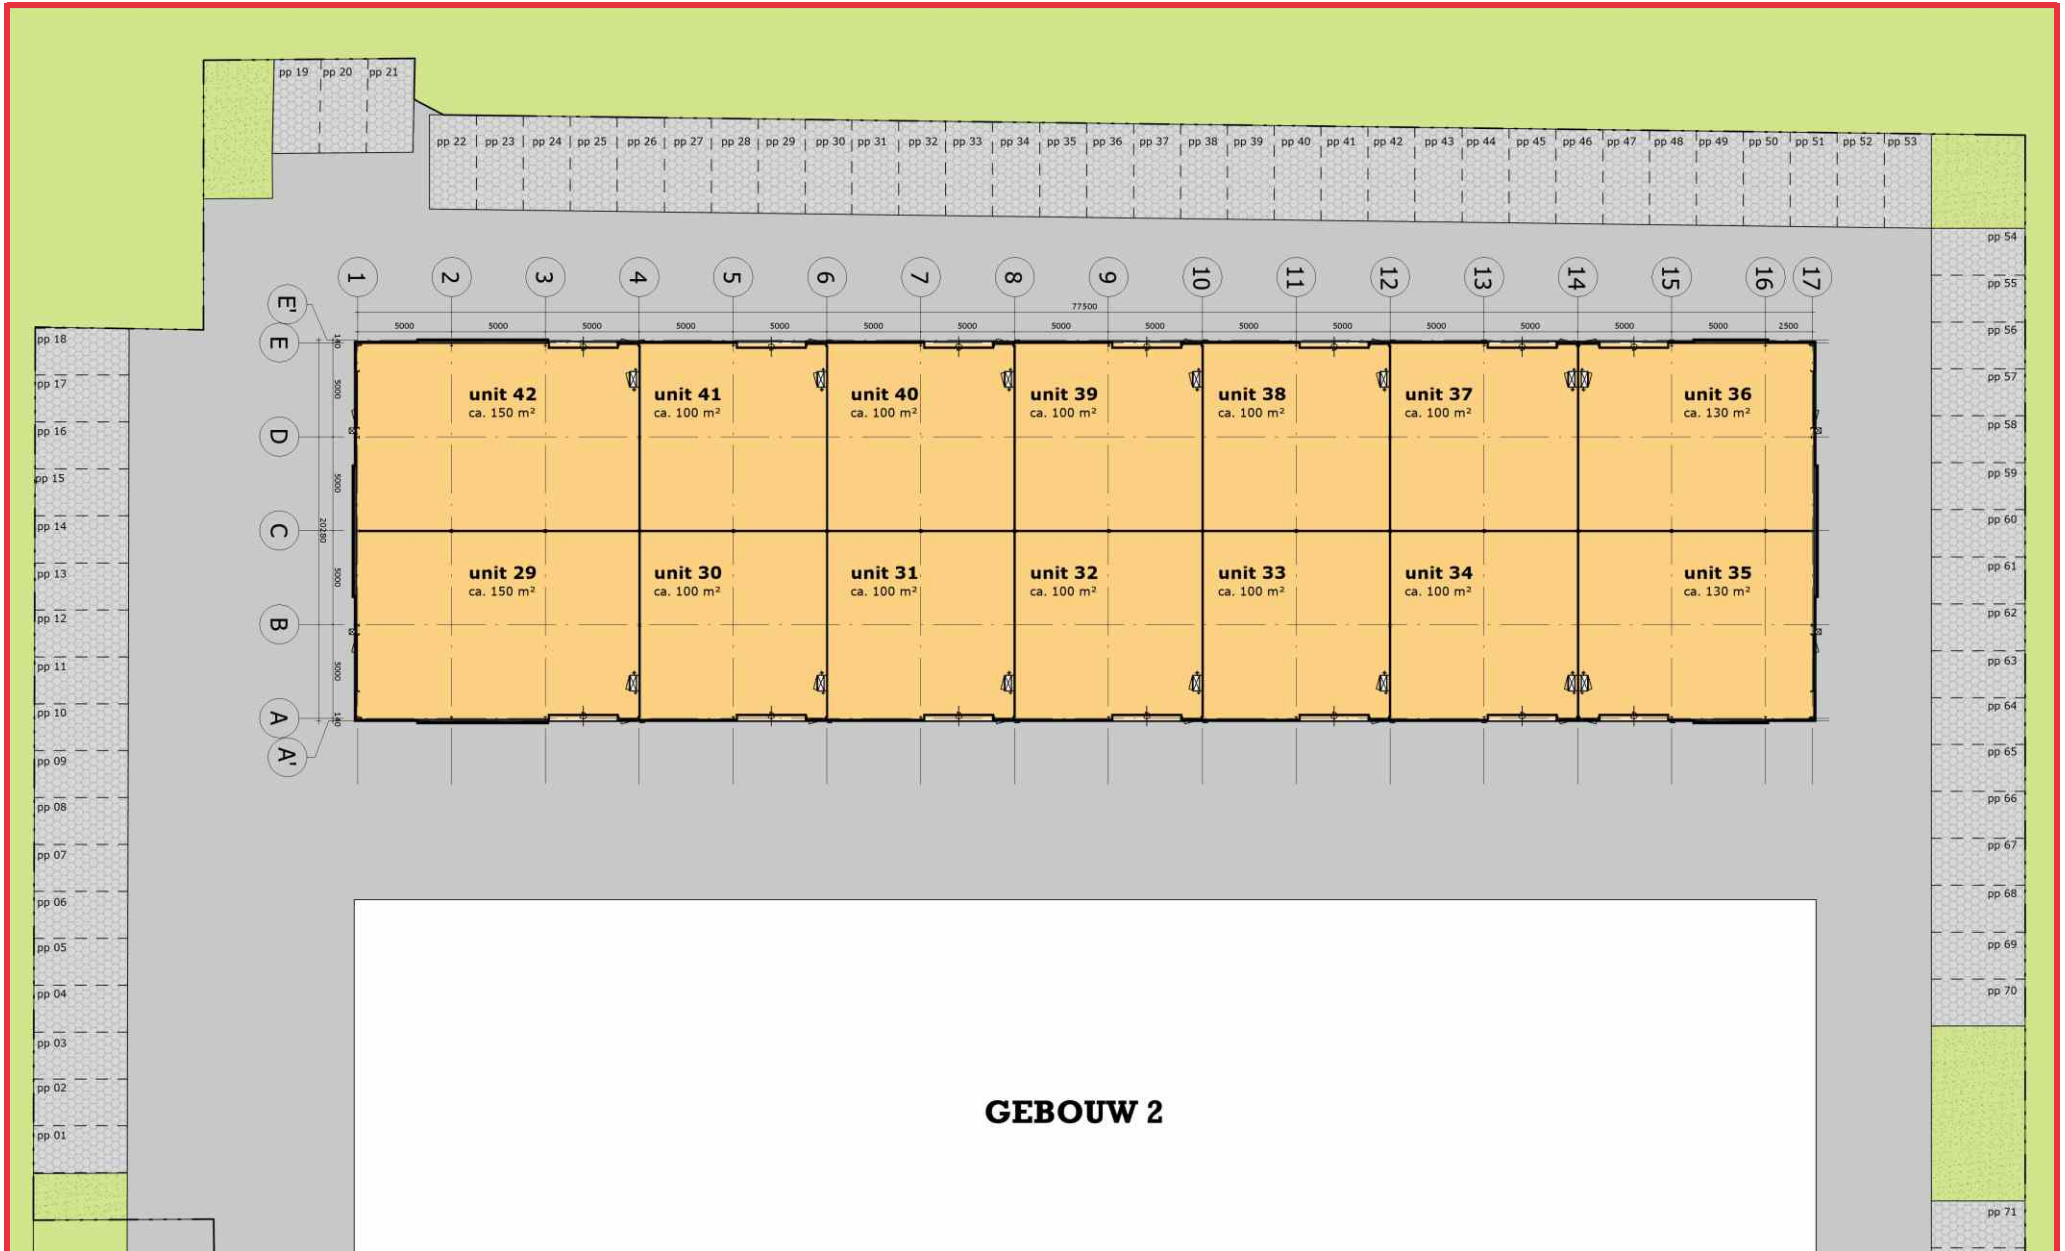 pp 19 pp 20 pp 21
pp 22 pp 23 pp 24 pp 25 pp 26 pp 27 pp 28 pp 29 pp 30 pp 31 pp 32 pp 33 pp 34 pp 35 pp 36 pp 37 pp 38 pp 39 pp 40 pp 41 pp 42 pp 43 pp 44 pp 45 pp 46 pp 47 pp 48 pp 49 pp 50 pp 51 pp 52 pp 53
1 2 3 4 5 6 7 8 9 10 11 12 13 14 15 16 17
77500
5000 5000 5000 5000 5000 5000 5000 5000 5000 5000 5000 5000 5000 5000 5000 2500
E'
E
D
C
B
A
A'
140
5000
5000
20280
5000
5000
140
unit 42
ca. 150 m²
unit 41
ca. 100 m²
unit 40
ca. 100 m²
unit 39
ca. 100 m²
unit 38
ca. 100 m²
unit 37
ca. 100 m²
unit 36
ca. 130 m²
unit 29
ca. 150 m²
unit 30
ca. 100 m²
unit 31
ca. 100 m²
unit 32
ca. 100 m²
unit 33
ca. 100 m²
unit 34
ca. 100 m²
unit 35
ca. 130 m²
pp 18
pp 17
pp 16
pp 15
pp 14
pp 13
pp 12
pp 11
pp 10
pp 09
pp 08
pp 07
pp 06
pp 05
pp 04
pp 03
pp 02
pp 01
pp 54
pp 55
pp 56
pp 57
pp 58
pp 59
pp 60
pp 61
pp 62
pp 63
pp 64
pp 65
pp 66
pp 67
pp 68
pp 69
pp 70
pp 71
GEBOUW 2